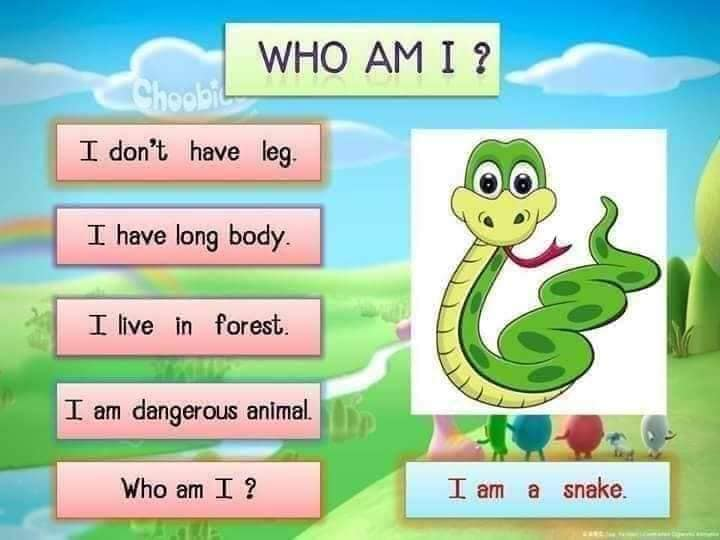 WHO AM I ?
I don't have leg.
I have long body.
I live in forest.
I am dangerous animal.
Who am I ?
I am a snake.